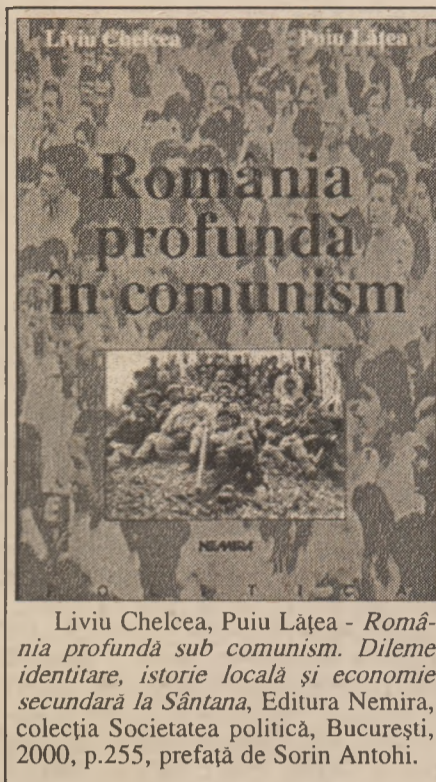 Liviu Chelcea Puiu Lățea
România
profundă
în comunism
NEMIRA
Liviu Chelcea, Puiu Lățea - Româ-
nia profundă sub comunism. Dileme
identitare, istorie locală și economie
secundară la Sântana, Editura Nemira,
colecția Societatea politică, București,
2000, p.255, prefață de Sorin Antohi.